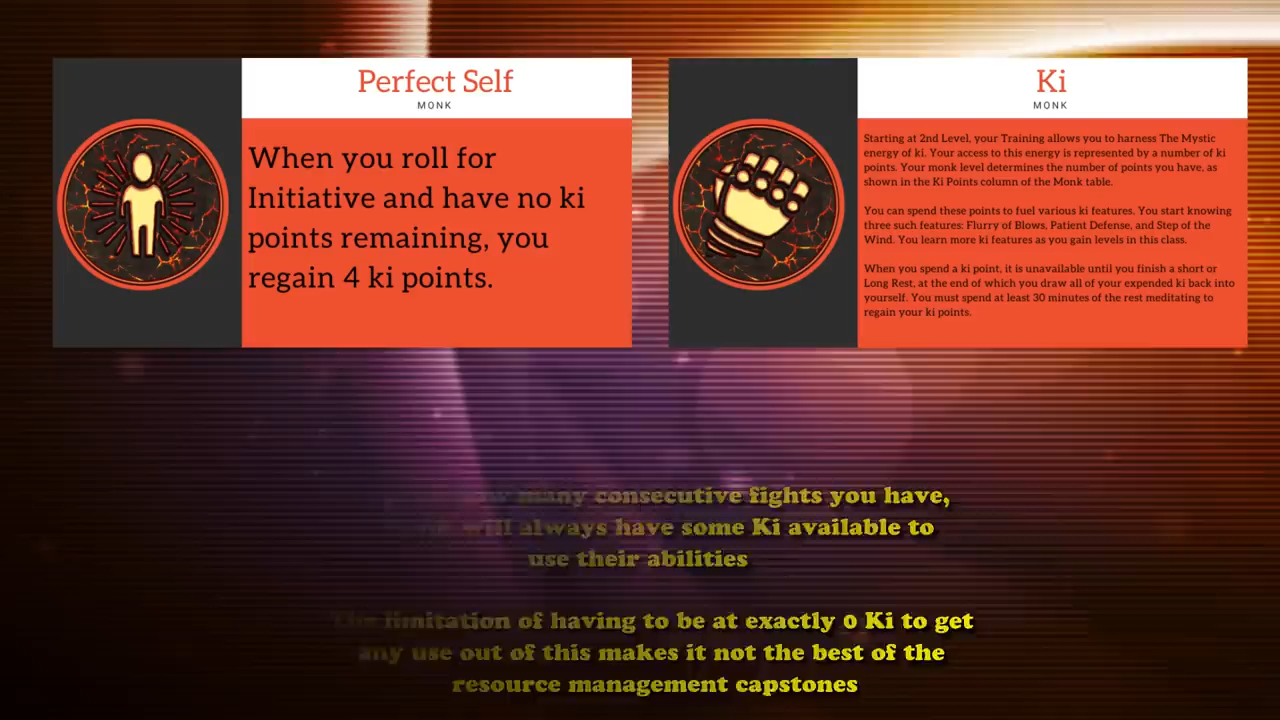 Perfect Self
MONK
When you roll for
Initiative and have no ki
points remaining, you
regain 4 ki points.
Ki
MONK
Starting at 2nd Level, your Training allows you to harness The Mystic
energy of ki. Your access to this energy is represented by a number of ki
points. Your monk level determines the number of points you have, as
shown in the Ki Points column of the Monk table.
You can spend these points to fuel various ki features. You start knowing
three such features: Flurry of Blows, Patient Defense, and Step of the
Wind. You learn more ki features as you gain levels in this class.
When you spend a ki point, it is unavailable until you finish a short or
Long Rest, at the end of which you draw all of your expended ki back into
yourself. You must spend at least 30 minutes of the rest meditating to
regain your ki points.
many consecutive fights you have,
will always have some Ki available to
use their abilities
The limitation of having to be at exactly 0 Ki to get
any use out of this makes it not the best of the
resource management capstones